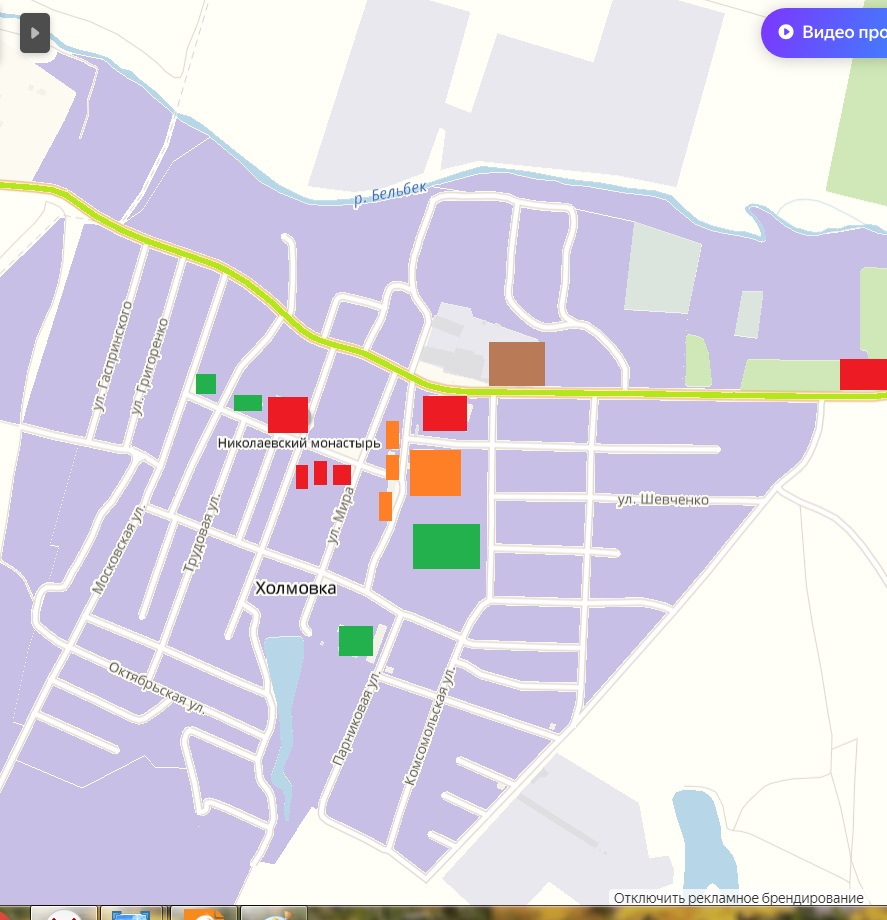 Видео про
р. Бельбек
ул. Гаспринского
ул. Григоренко
Николаевский монастырь
ул. Мира
ул. Шевченко
Трудовая ул.
Московская ул.
Холмовка
Октябрьская ул.
Парниковая ул.
Комсомольская ул.
Отключить рекламное брендирование